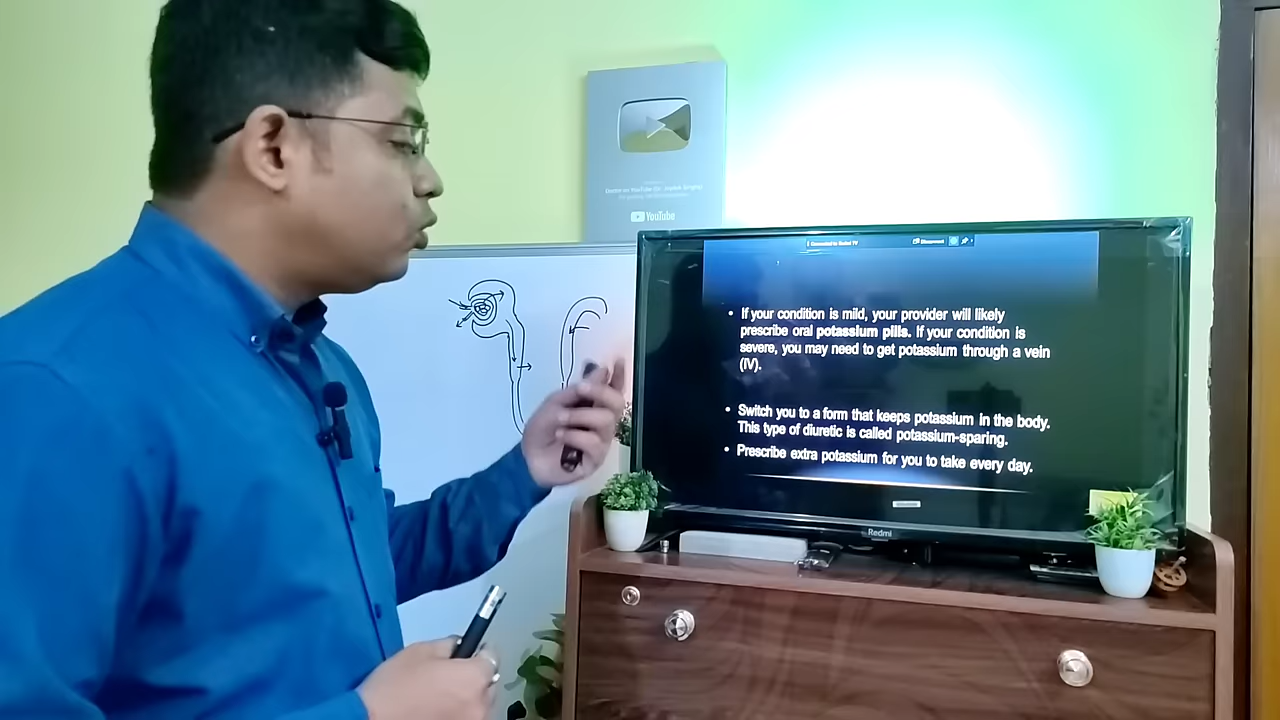 YouTube
• If your condition is mild, your provider will likely
prescribe oral potassium pills. If your condition is
severe, you may need to get potassium through a vein
(IV).
• Switch you to a form that keeps potassium in the body.
This type of diuretic is called potassium-sparing.
• Prescribe extra potassium for you to take every day.
Redmi